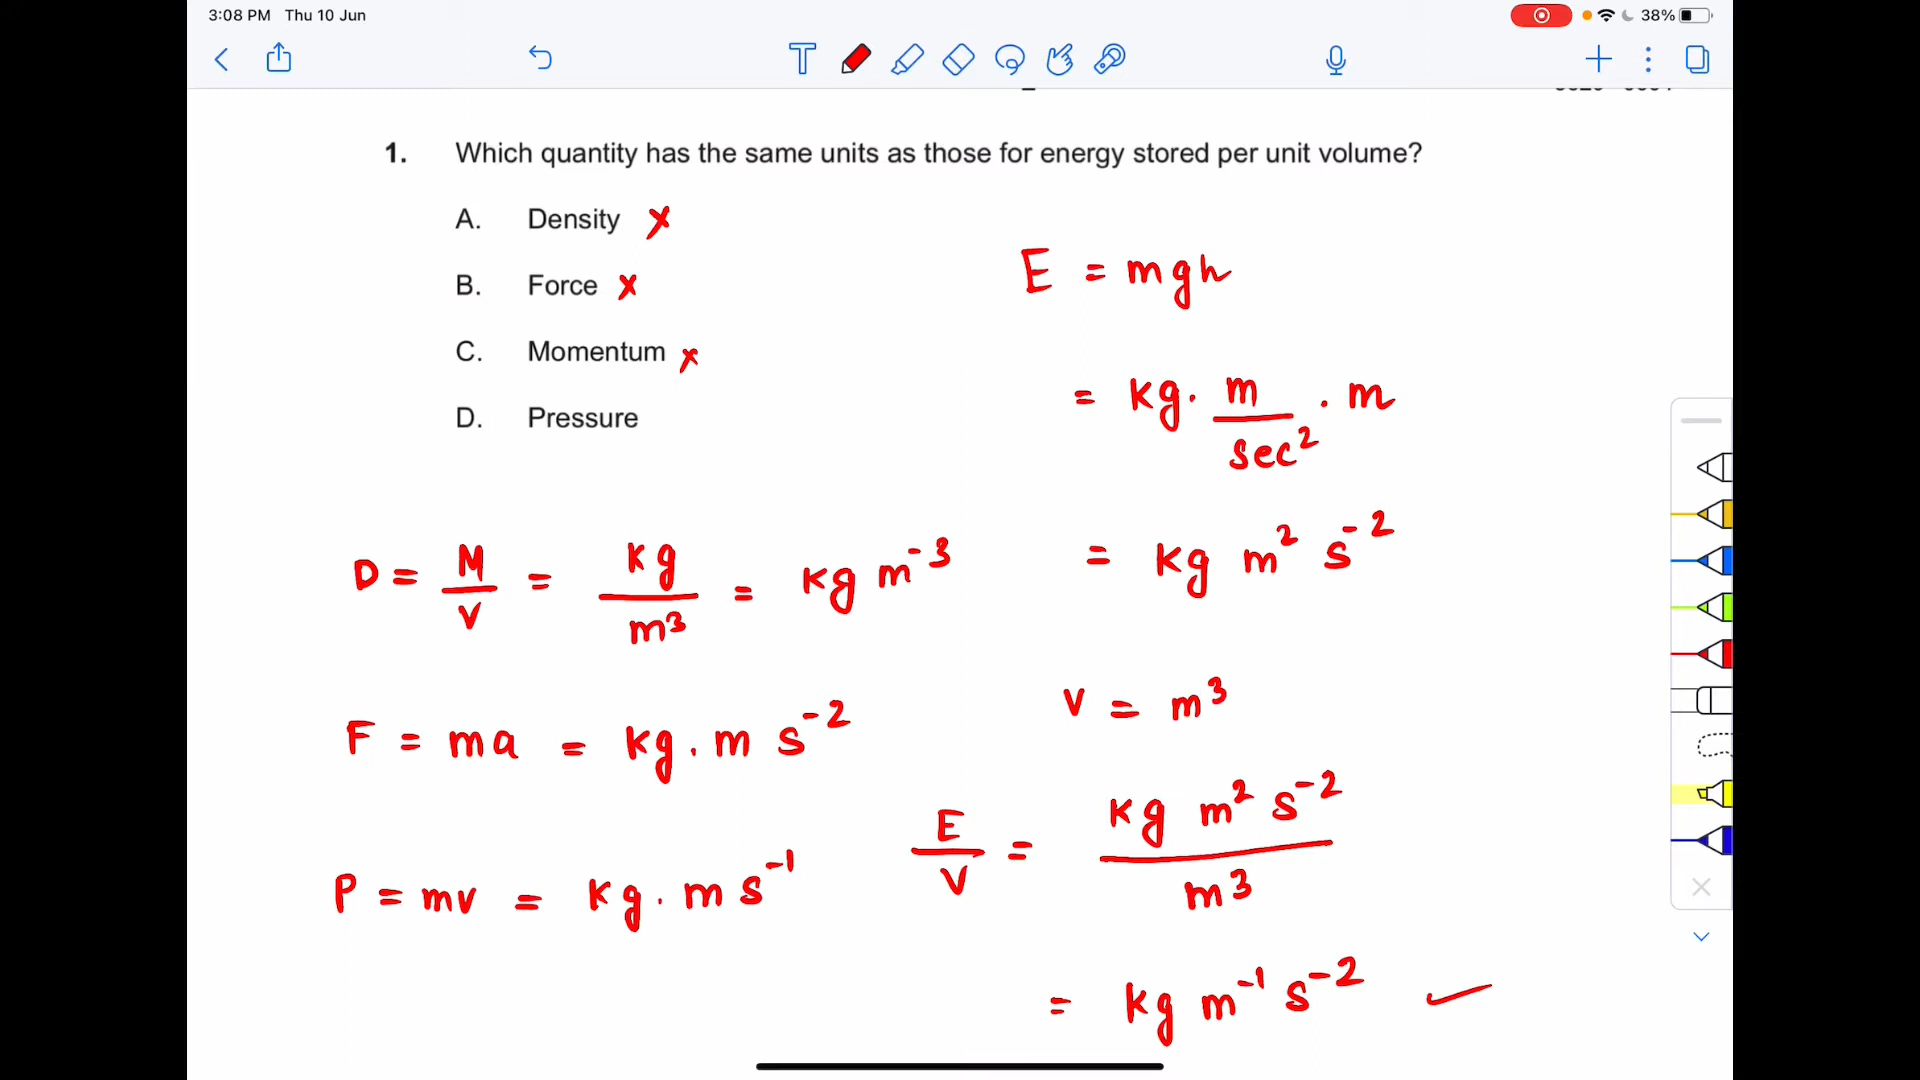 3:08 PM Thu 10 Jun
38%
T
1. Which quantity has the same units as those for energy stored per unit volume?
A. Density x
B. Force x
C. Momentum x
D. Pressure
E = mgh
= kg. m/sec² . m
= kg m² s⁻²
D = M/V = kg/m³ = kg m⁻³
V = m³
F = ma = kg. m s⁻²
E/V = kg m² s⁻²/m³
P = mv = kg. m s⁻¹
= kg m⁻¹ s⁻² ✓